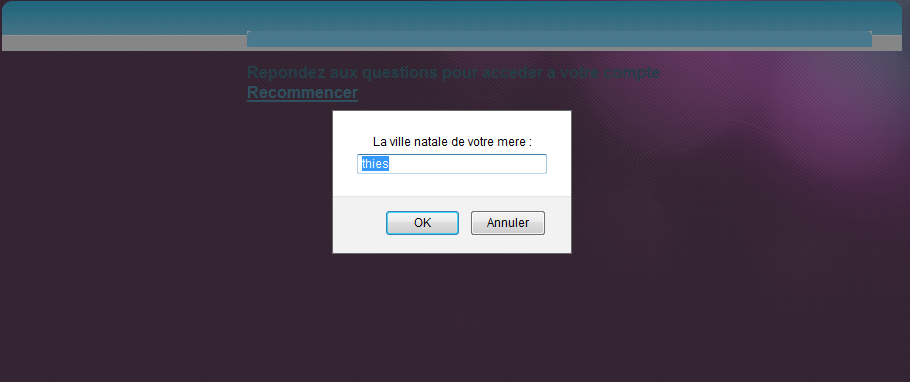 Repondez aux questions pour acceder a votre compte
Recommencer
La ville natale de votre mere :
thies
OK
Annuler